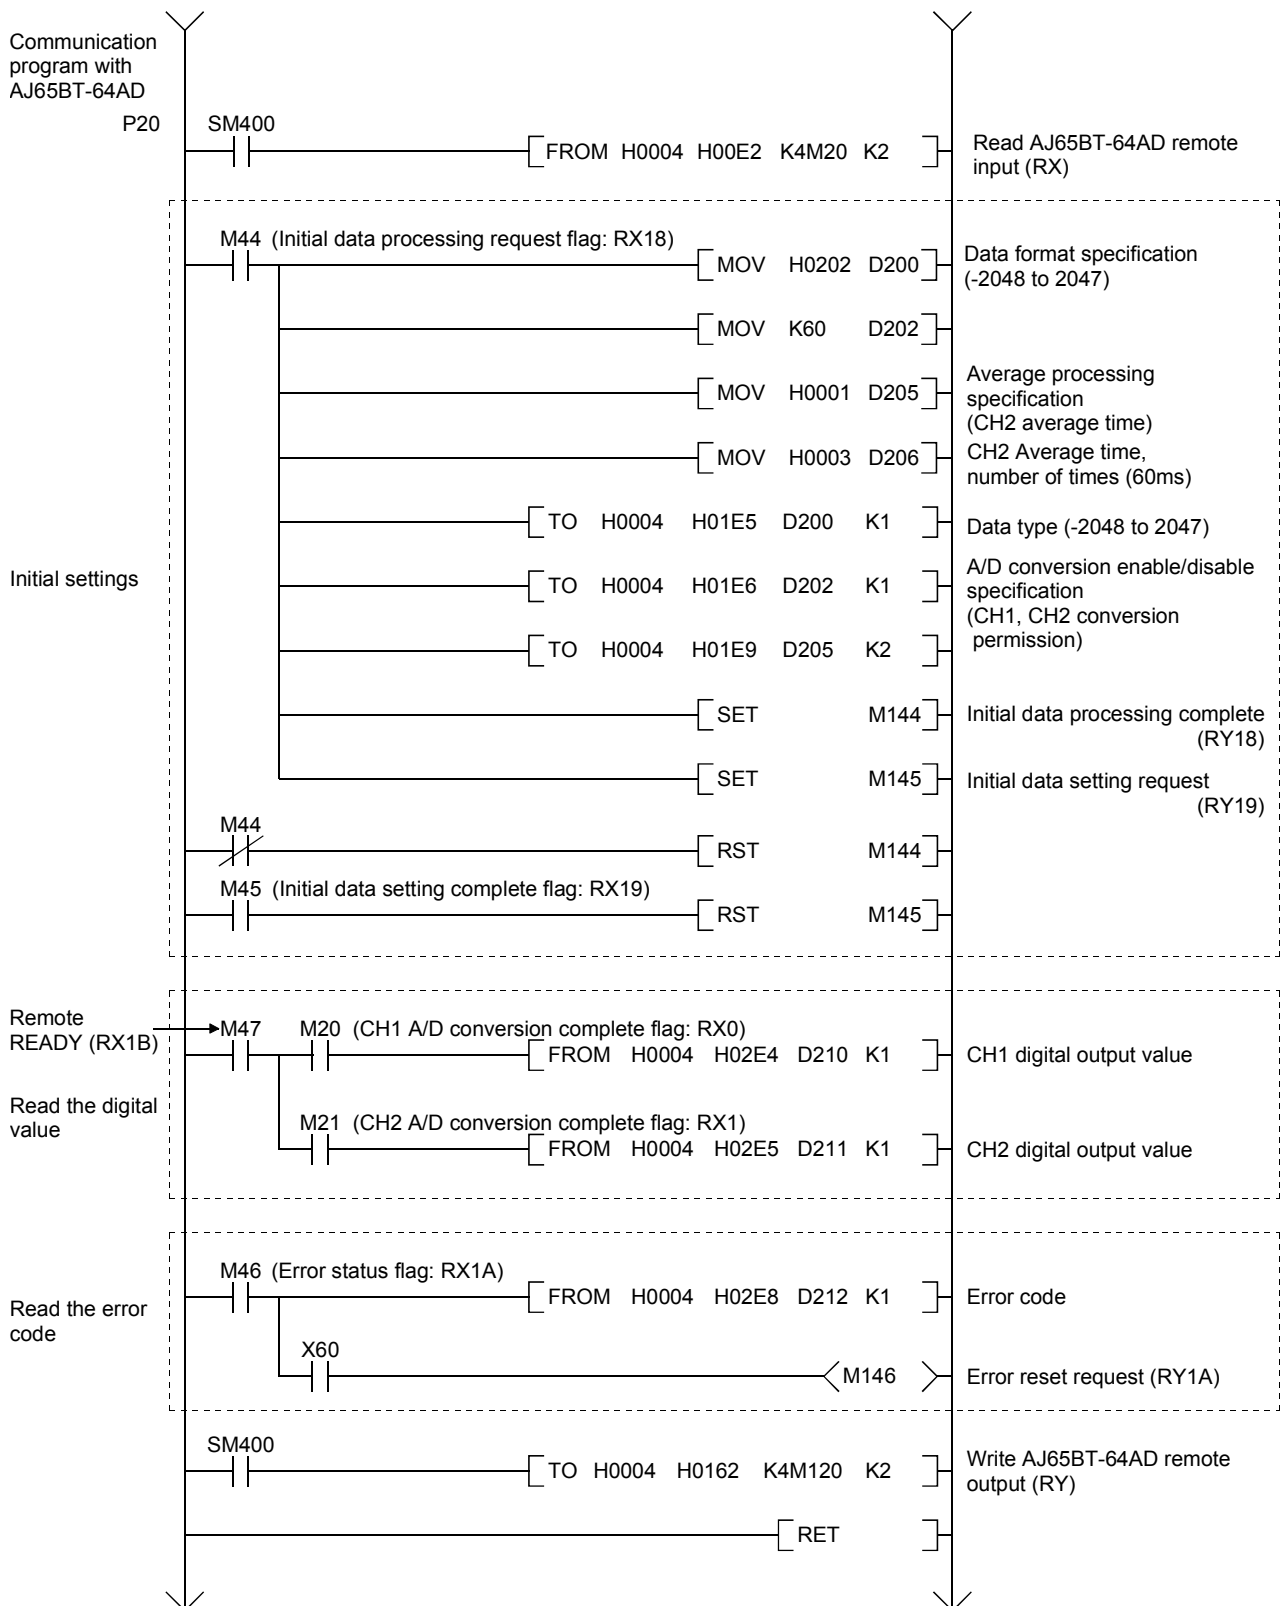 Communication
program with
AJ65BT-64AD
P20 SM400
FROM H0004 H00E2 K4M20 K2
Read AJ65BT-64AD remote
input (RX)
M44 (Initial data processing request flag: RX18)
MOV H0202 D200
Data format specification
(-2048 to 2047)
MOV K60 D202
MOV H0001 D205
Average processing
specification
(CH2 average time)
MOV H0003 D206
CH2 Average time,
number of times (60ms)
TO H0004 H01E5 D200 K1
Data type (-2048 to 2047)
Initial settings
TO H0004 H01E6 D202 K1
A/D conversion enable/disable
specification
(CH1, CH2 conversion
permission)
TO H0004 H01E9 D205 K2
SET M144
Initial data processing complete
(RY18)
SET M145
Initial data setting request
(RY19)
M44
RST M144
M45 (Initial data setting complete flag: RX19)
RST M145
Remote
READY (RX1B)
M47 M20 (CH1 A/D conversion complete flag: RX0)
FROM H0004 H02E4 D210 K1
CH1 digital output value
Read the digital
value
M21 (CH2 A/D conversion complete flag: RX1)
FROM H0004 H02E5 D211 K1
CH2 digital output value
M46 (Error status flag: RX1A)
FROM H0004 H02E8 D212 K1
Error code
Read the error
code
X60
M146
Error reset request (RY1A)
SM400
TO H0004 H0162 K4M120 K2
Write AJ65BT-64AD remote
output (RY)
RET